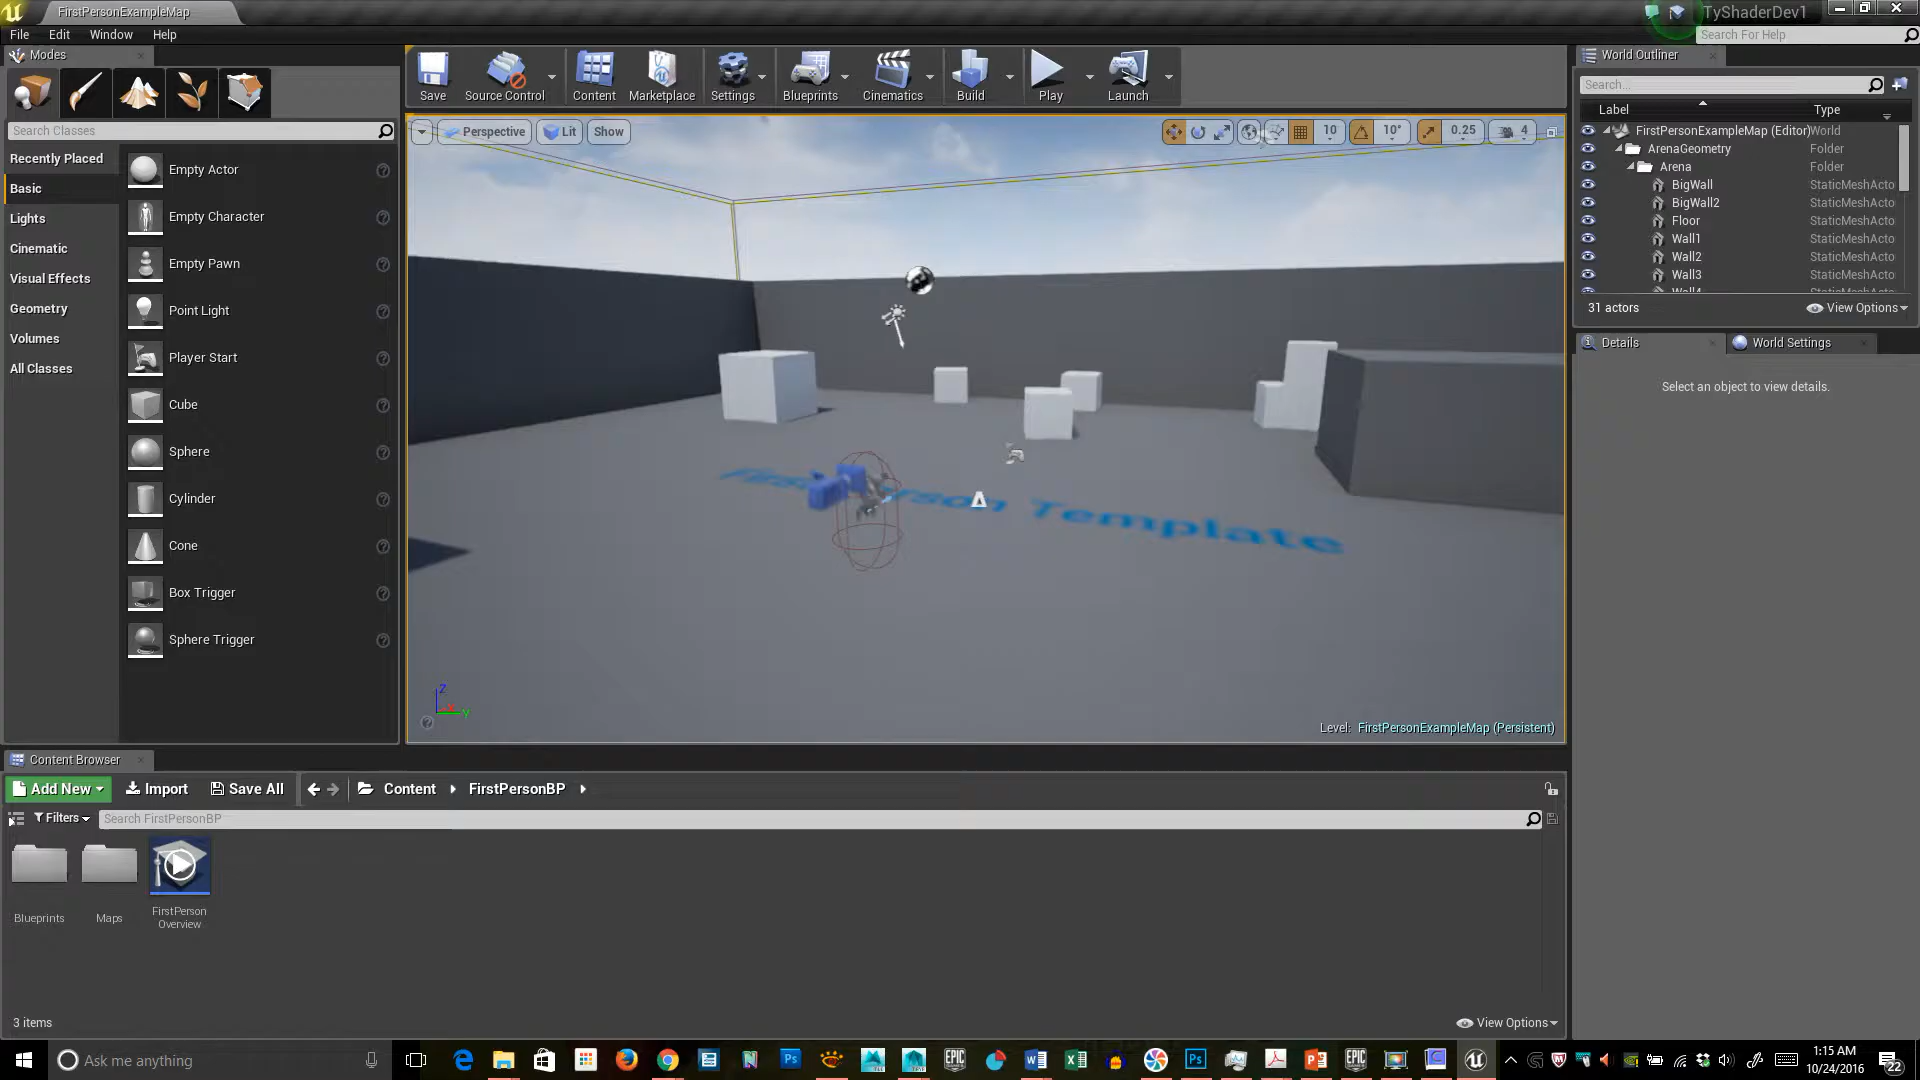 FirstPersonExampleMap
TyShaderDev1
File Edit Window Help
Search For Help
Modes
Search Classes
Recently Placed
Basic
Lights
Cinematic
Visual Effects
Geometry
Volumes
All Classes
Empty Actor
Empty Character
Empty Pawn
Point Light
Player Start
Cube
Sphere
Cylinder
Cone
Box Trigger
Sphere Trigger
Save Source Control Content Marketplace Settings Blueprints Cinematics Build Play Launch
Perspective Lit Show 10 10° 0.25 4
First Person Template
Z X Y
Level: FirstPersonExampleMap (Persistent)
World Outliner
Search...
Label Type
FirstPersonExampleMap (Editor) World
ArenaGeometry Folder
Arena Folder
BigWall StaticMeshActo
BigWall2 StaticMeshActo
Floor StaticMeshActo
Wall1 StaticMeshActo
Wall2 StaticMeshActo
Wall3 StaticMeshActo
Wall4
31 actors View Options
Details World Settings
Select an object to view details.
Content Browser
Add New Import Save All Content FirstPersonBP
Filters Search FirstPersonBP
Blueprints Maps FirstPerson
Overview
3 items View Options
Ask me anything
1:15 AM
10/24/2016
22